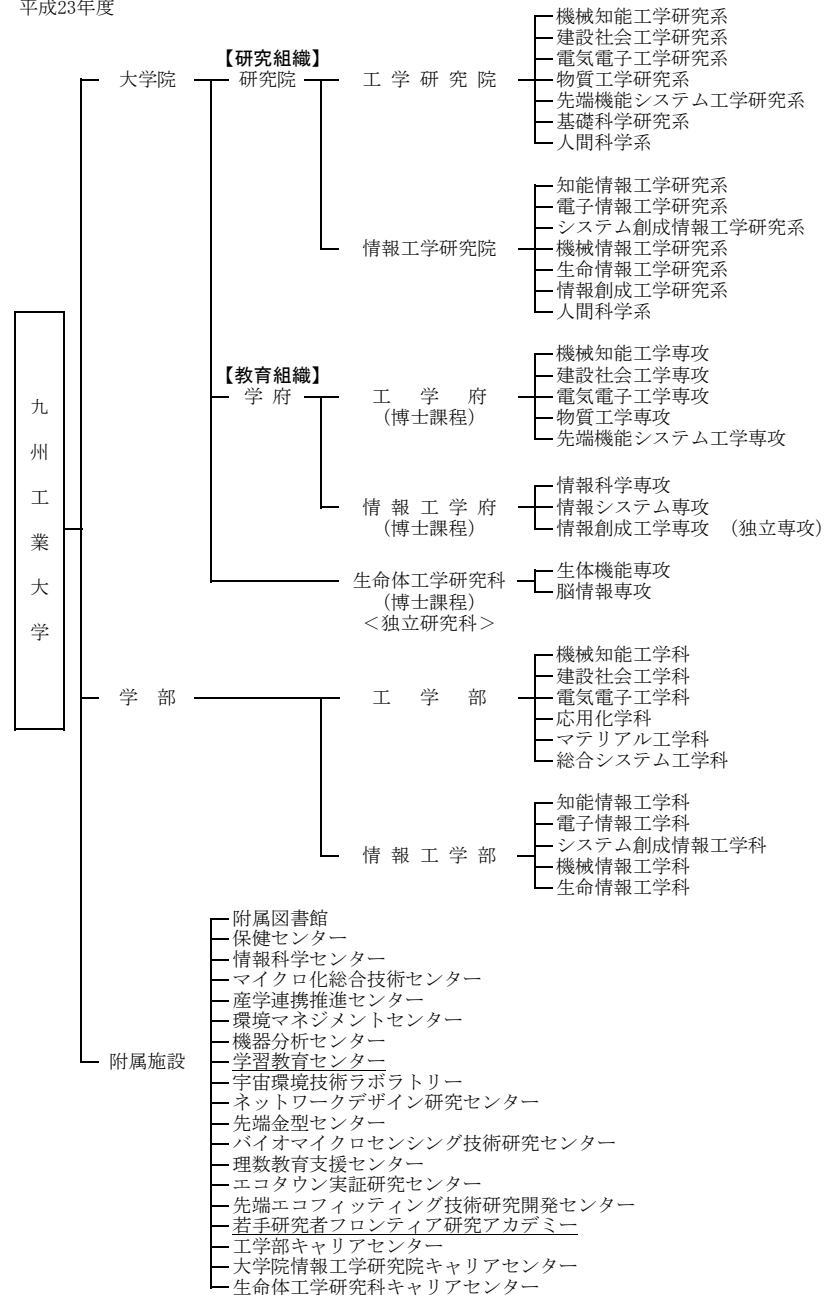 平成23年度
九州工業大学
大学院
【研究組織】
研究院
工学研究院
機械知能工学研究系
建設社会工学研究系
電気電子工学研究系
物質工学研究系
先端機能システム工学研究系
基礎科学研究系
人間科学系
情報工学研究院
知能情報工学研究系
電子情報工学研究系
システム創成情報工学研究系
機械情報工学研究系
生命情報工学研究系
情報創成工学研究系
人間科学系
【教育組織】
学府
工学府
(博士課程)
機械知能工学専攻
建設社会工学専攻
電気電子工学専攻
物質工学専攻
先端機能システム工学専攻
情報工学府
(博士課程)
情報科学専攻
情報システム専攻
情報創成工学専攻 (独立専攻)
生命体工学研究科
(博士課程)
＜独立研究科＞
生体機能専攻
脳情報専攻
学部
工学部
機械知能工学科
建設社会工学科
電気電子工学科
応用化学科
マテリアル工学科
総合システム工学科
情報工学部
知能情報工学科
電子情報工学科
システム創成情報工学科
機械情報工学科
生命情報工学科
附属施設
附属図書館
保健センター
情報科学センター
マイクロ化総合技術センター
産学連携推進センター
環境マネジメントセンター
機器分析センター
学習教育センター
宇宙環境技術ラボラトリー
ネットワークデザイン研究センター
先端金型センター
バイオマイクロセンシング技術研究センター
理数教育支援センター
エコタウン実証研究センター
先端エコフィッティング技術研究開発センター
若手研究者フロンティア研究アカデミー
工学部キャリアセンター
大学院情報工学研究院キャリアセンター
生命体工学研究科キャリアセンター